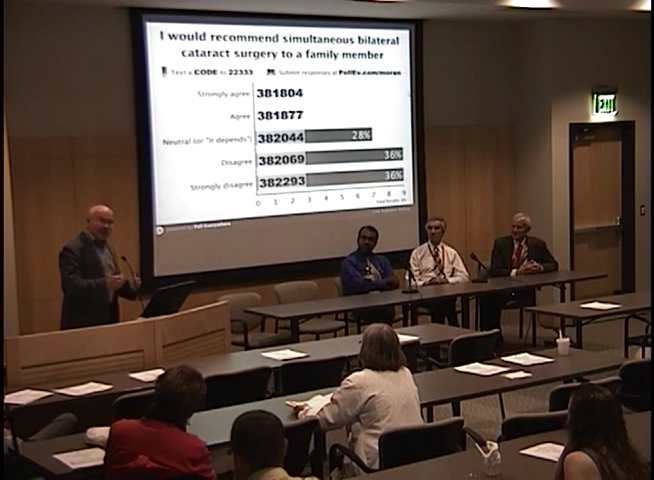 I would recommend simultaneous bilateral
cataract surgery to a family member
Text a CODE to 22333 Submit responses at PollEv.com/moran
Strongly agree 381804
Agree 381877
Neutral (or "it depends") 382044 28%
Disagree 382069 36%
Strongly disagree 382293 36%
0 1 2 3 4 5 6 7 8 9
Poll Everywhere
EXIT